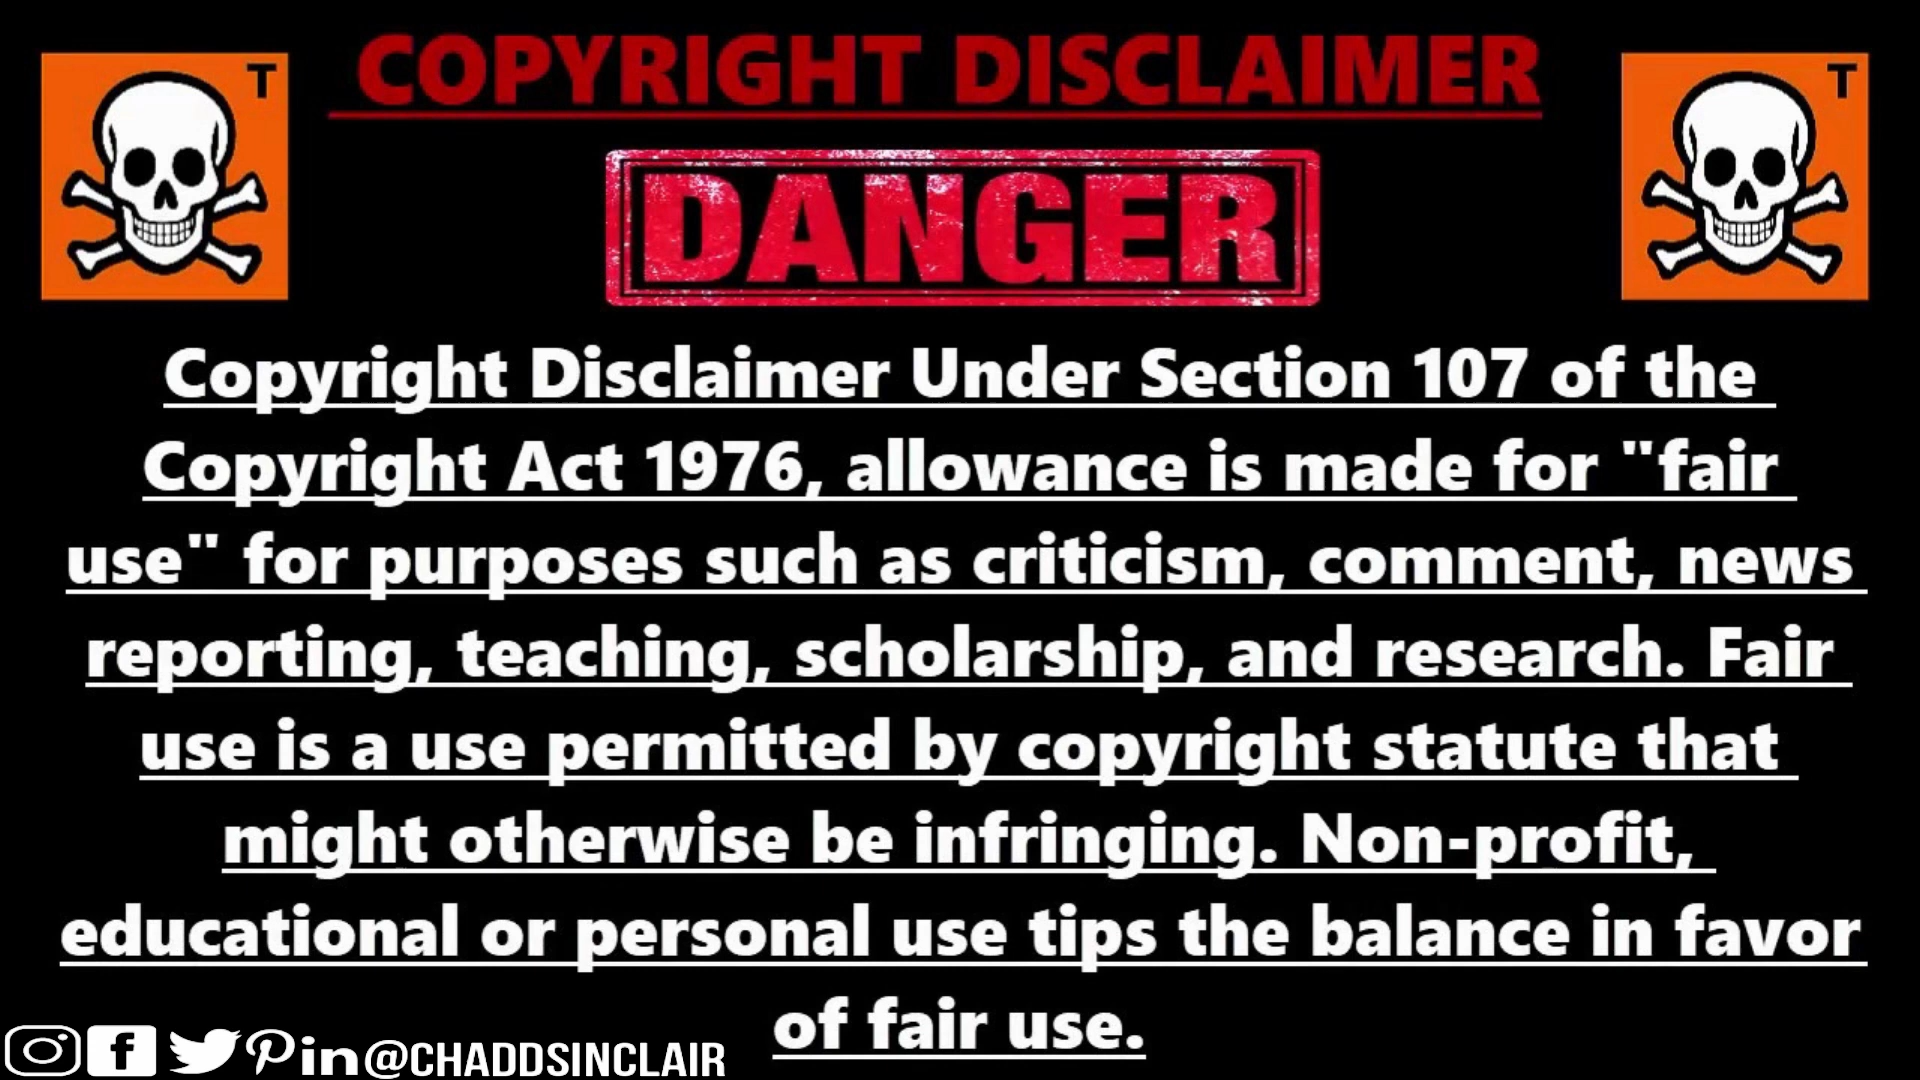 T
COPYRIGHT DISCLAIMER
T
DANGER
Copyright Disclaimer Under Section 107 of the
Copyright Act 1976, allowance is made for "fair
use" for purposes such as criticism, comment, news
reporting, teaching, scholarship, and research. Fair
use is a use permitted by copyright statute that
might otherwise be infringing. Non-profit,
educational or personal use tips the balance in favor
of fair use.
in@CHADDSINCLAIR